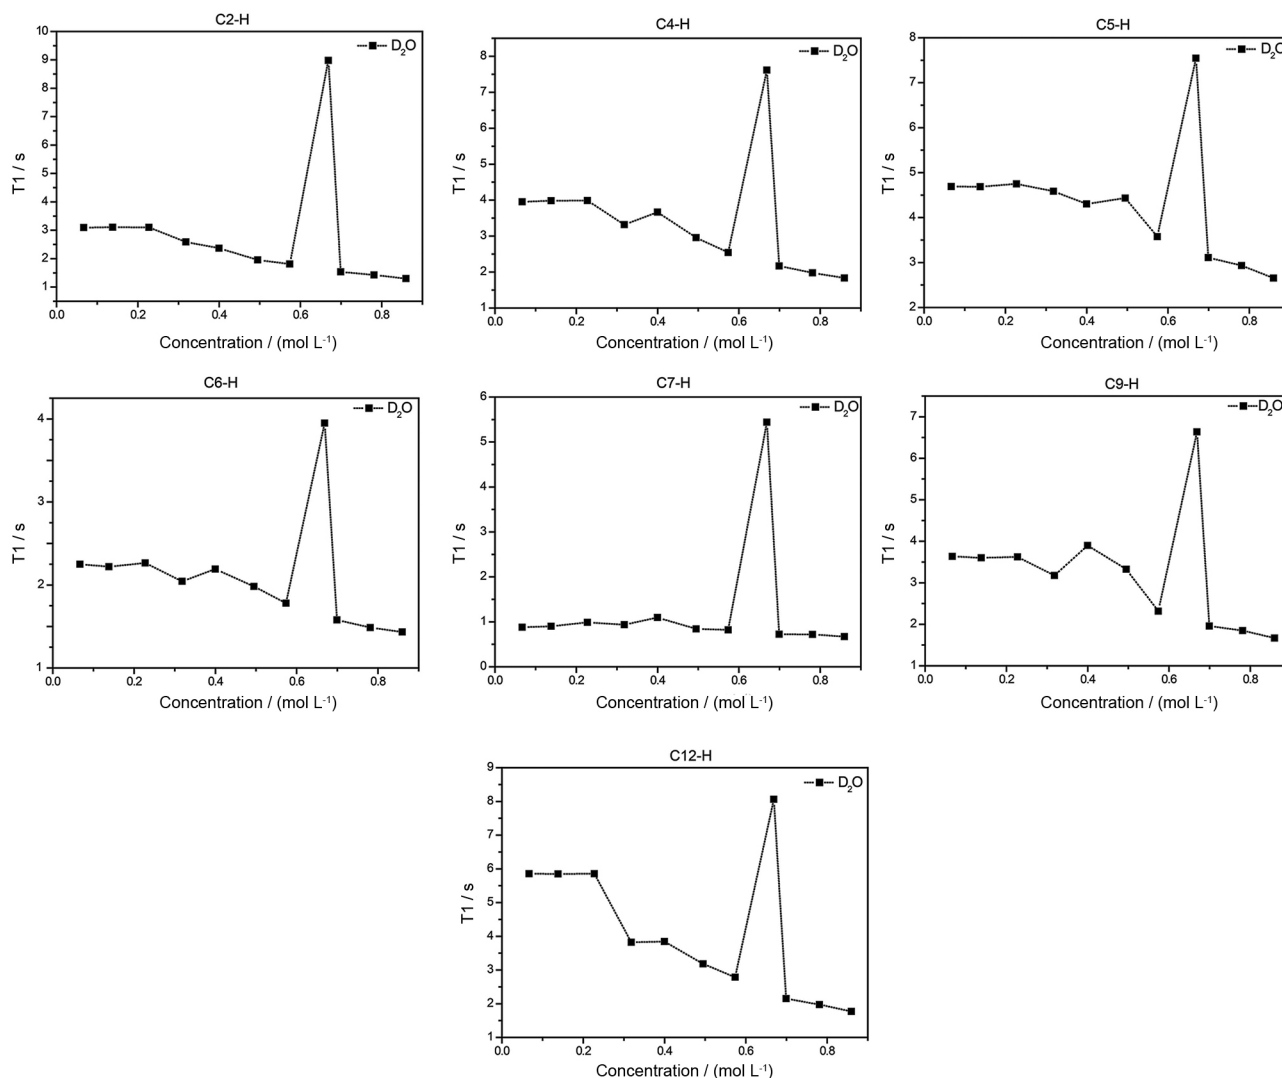 C2-H
D₂O
10
9
8
7
6
5
4
3
2
1
T1 / s
0.0 0.2 0.4 0.6 0.8
Concentration / (mol L⁻¹)
C4-H
D₂O
8
7
6
5
4
3
2
1
T1 / s
0.0 0.2 0.4 0.6 0.8
Concentration / (mol L⁻¹)
C5-H
D₂O
8
7
6
5
4
3
2
T1 / s
0.0 0.2 0.4 0.6 0.8
Concentration / (mol L⁻¹)
C6-H
D₂O
4
3
2
1
T1 / s
0.0 0.2 0.4 0.6 0.8
Concentration / (mol L⁻¹)
C7-H
D₂O
6
5
4
3
2
1
0
T1 / s
0.0 0.2 0.4 0.6 0.8
Concentration / (mol L⁻¹)
C9-H
D₂O
7
6
5
4
3
2
1
T1 / s
0.0 0.2 0.4 0.6 0.8
Concentration / (mol L⁻¹)
C12-H
D₂O
9
8
7
6
5
4
3
2
1
T1 / s
0.0 0.2 0.4 0.6 0.8
Concentration / (mol L⁻¹)